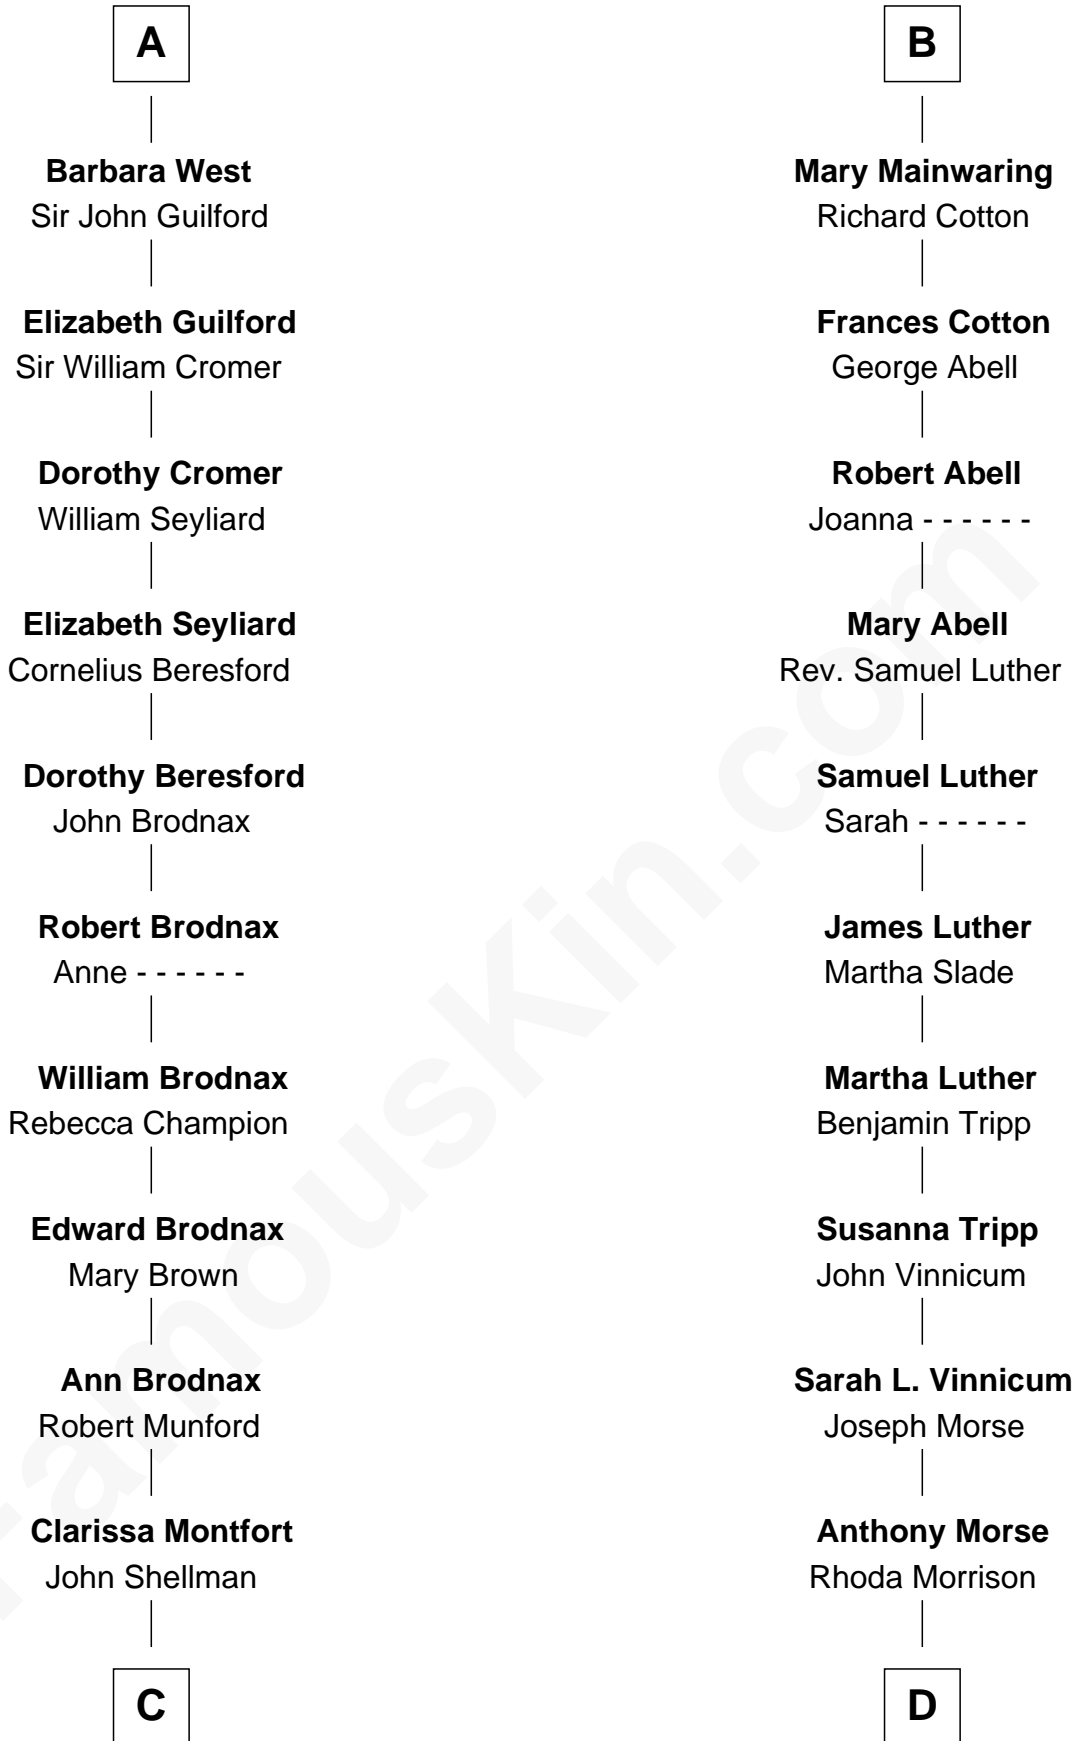 A
Barbara West
Sir John Guilford
Elizabeth Guilford
Sir William Cromer
Dorothy Cromer
William Seyliard
Elizabeth Seyliard
Cornelius Beresford
Dorothy Beresford
John Brodnax
Robert Brodnax
Anne - - - - - -
William Brodnax
Rebecca Champion
Edward Brodnax
Mary Brown
Ann Brodnax
Robert Munford
Clarissa Montfort
John Shellman
C
B
Mary Mainwaring
Richard Cotton
Frances Cotton
George Abell
Robert Abell
Joanna - - - - - -
Mary Abell
Rev. Samuel Luther
Samuel Luther
Sarah - - - - - -
James Luther
Martha Slade
Martha Luther
Benjamin Tripp
Susanna Tripp
John Vinnicum
Sarah L. Vinnicum
Joseph Morse
Anthony Morse
Rhoda Morrison
D
FamousKin.com